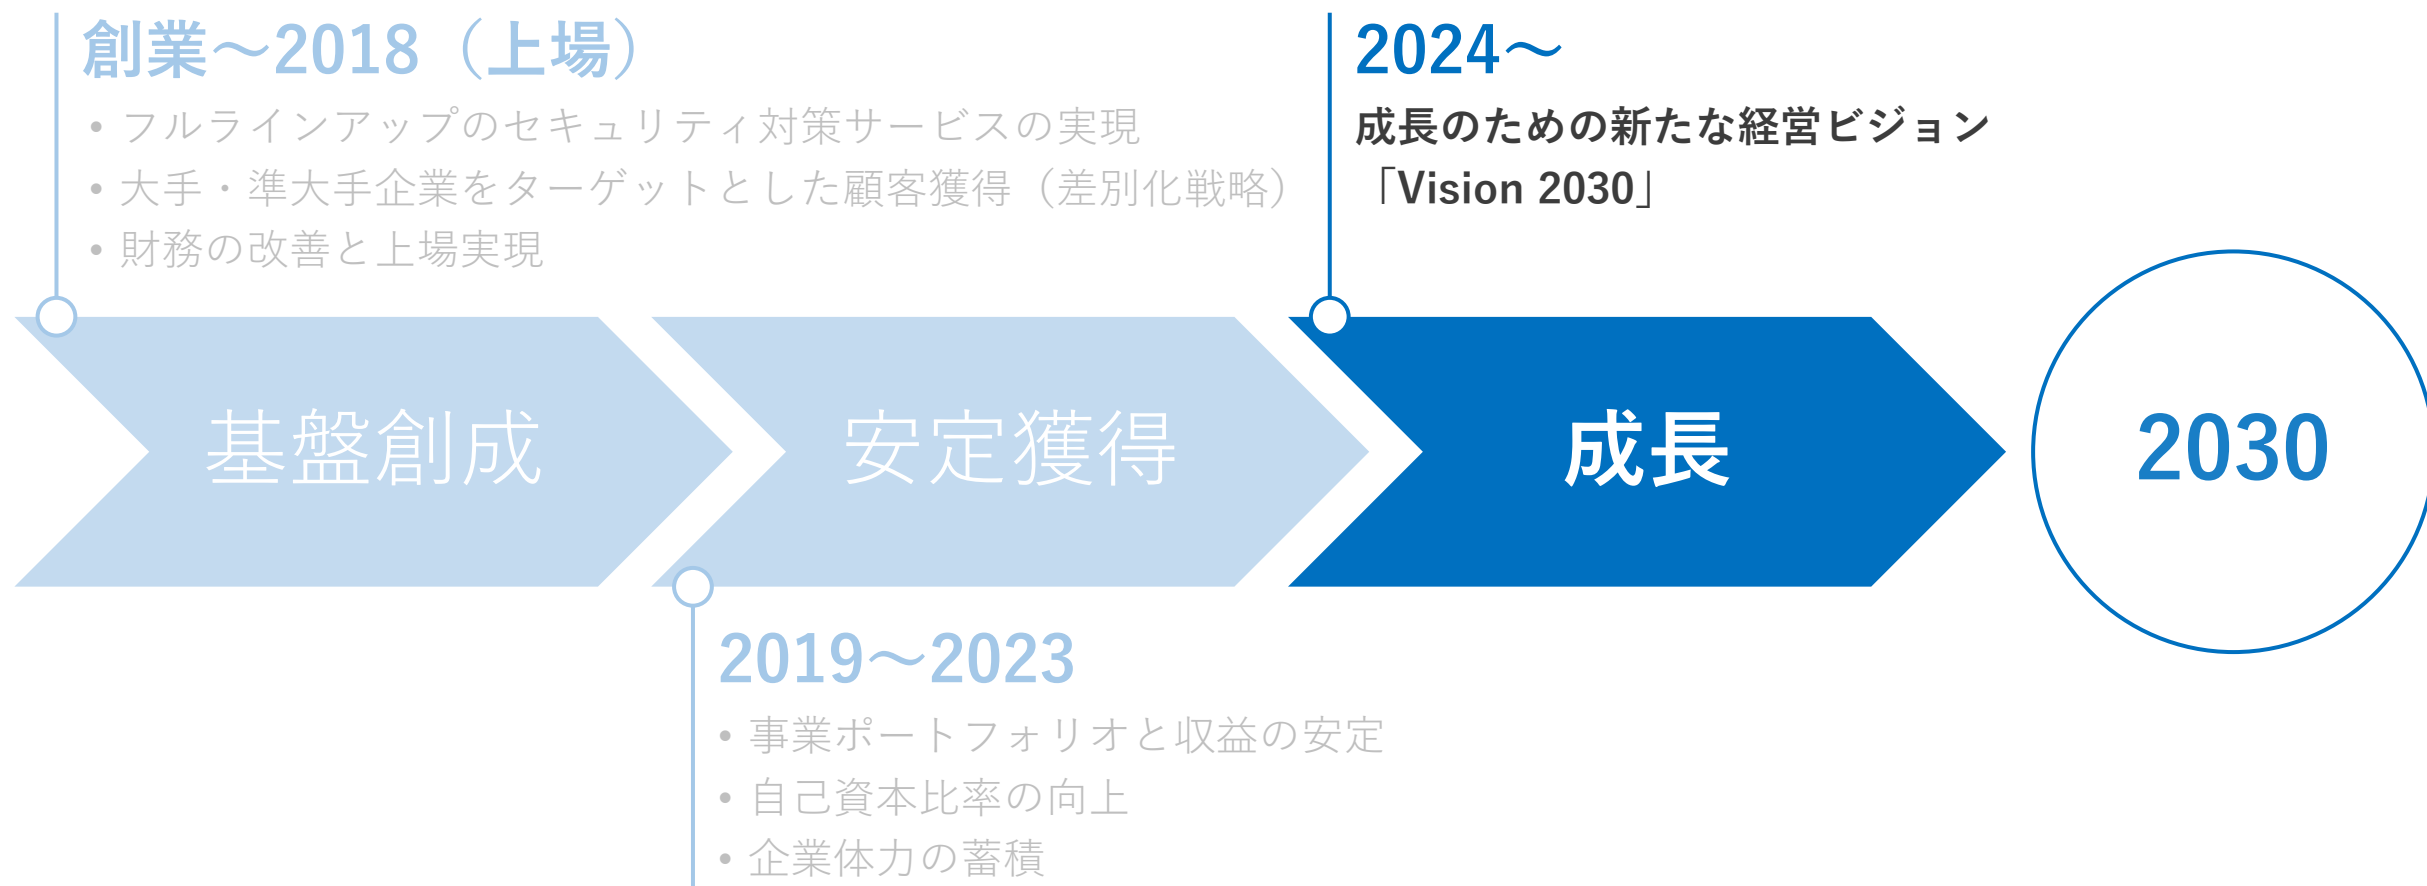 創業～2018（上場）
• フルラインアップのセキュリティ対策サービスの実現
• 大手・準大手企業をターゲットとした顧客獲得（差別化戦略）
• 財務の改善と上場実現
2024～
成長のための新たな経営ビジョン
「Vision 2030」
基盤創成
安定獲得
成長
2030
2019～2023
• 事業ポートフォリオと収益の安定
• 自己資本比率の向上
• 企業体力の蓄積